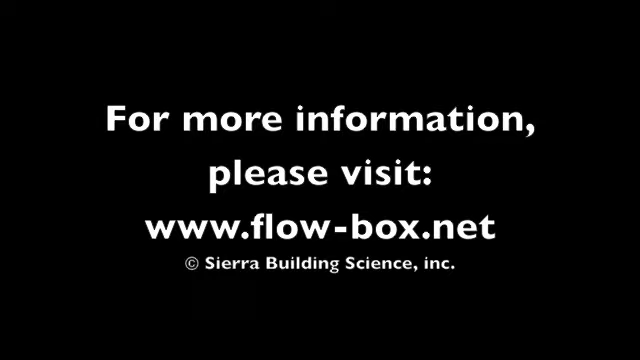 For more information,
please visit:
www.flow-box.net
© Sierra Building Science, inc.